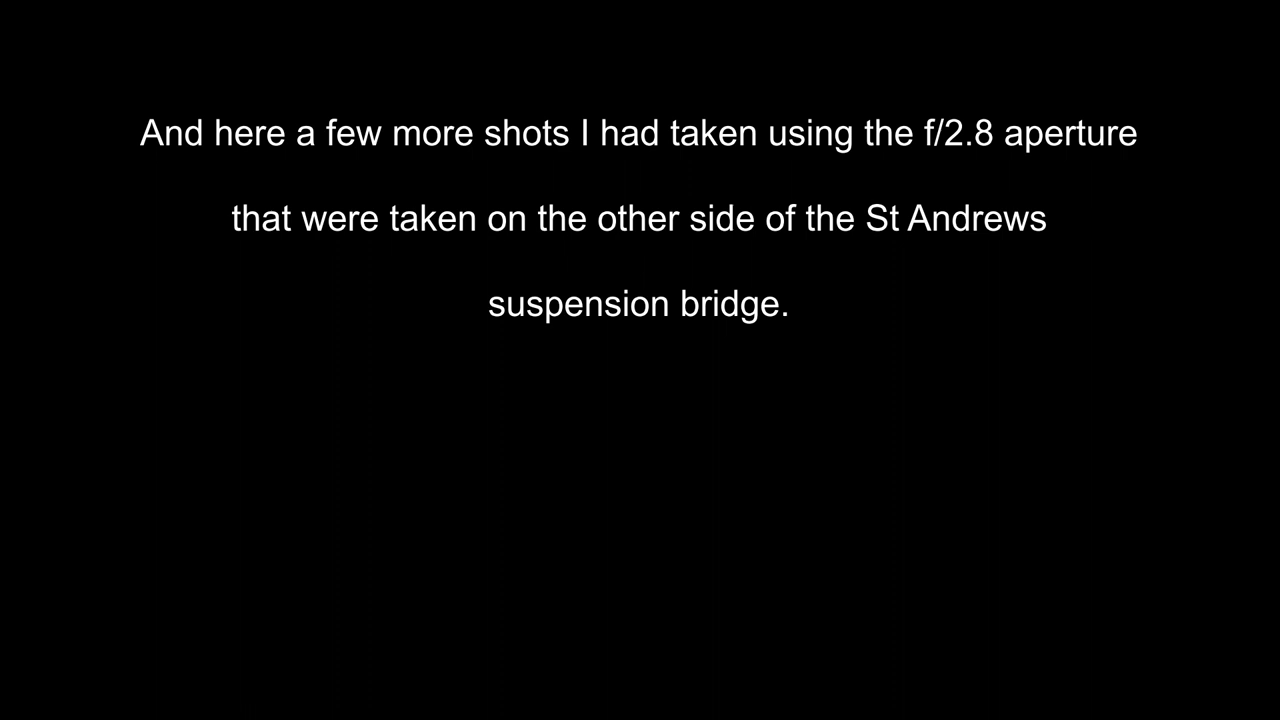 And here a few more shots I had taken using the f/2.8 aperture
that were taken on the other side of the St Andrews
suspension bridge.